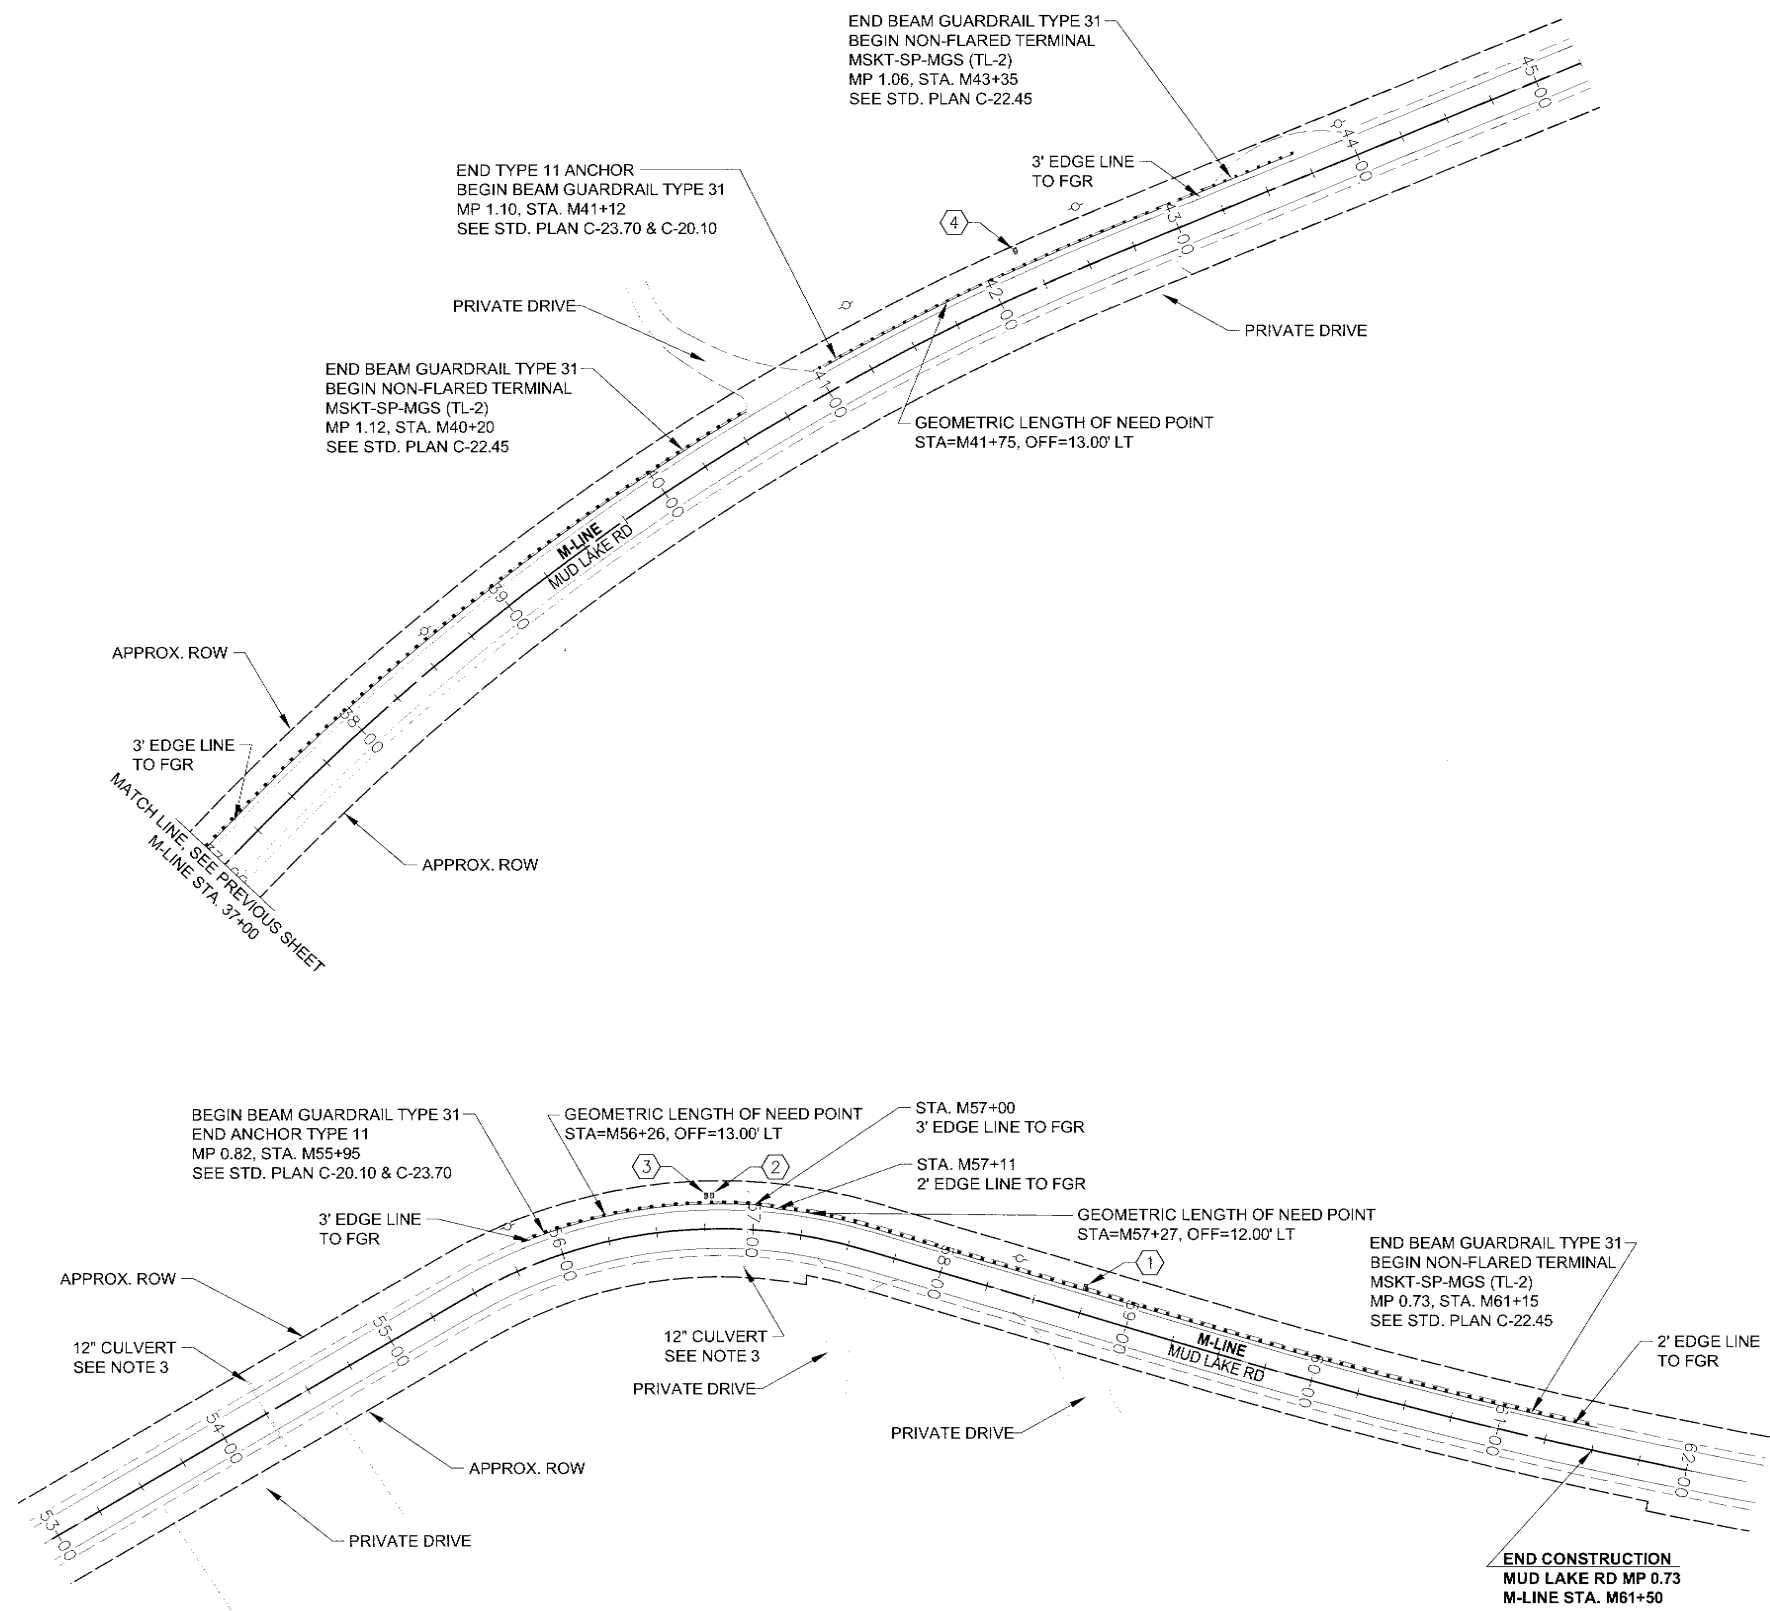 END BEAM GUARDRAIL TYPE 31
BEGIN NON-FLARED TERMINAL
MSKT-SP-MGS (TL-2)
MP 1.06, STA. M43+35
SEE STD. PLAN C-22.45
3' EDGE LINE
TO FGR
4
END TYPE 11 ANCHOR
BEGIN BEAM GUARDRAIL TYPE 31
MP 1.10, STA. M41+12
SEE STD. PLAN C-23.70 & C-20.10
PRIVATE DRIVE
PRIVATE DRIVE
END BEAM GUARDRAIL TYPE 31
BEGIN NON-FLARED TERMINAL
MSKT-SP-MGS (TL-2)
MP 1.12, STA. M40+20
SEE STD. PLAN C-22.45
GEOMETRIC LENGTH OF NEED POINT
STA=M41+75, OFF=13.00' LT
45+00
44+00
43+00
42+00
41+00
40+00
39+00
38+00
M-LINE
MUD LAKE RD
APPROX. ROW
3' EDGE LINE
TO FGR
APPROX. ROW
MATCH LINE, SEE PREVIOUS SHEET
M-LINE STA. 37+00
BEGIN BEAM GUARDRAIL TYPE 31
END ANCHOR TYPE 11
MP 0.82, STA. M55+95
SEE STD. PLAN C-20.10 & C-23.70
GEOMETRIC LENGTH OF NEED POINT
STA=M56+26, OFF=13.00' LT
3
2
STA. M57+00
3' EDGE LINE TO FGR
STA. M57+11
2' EDGE LINE TO FGR
GEOMETRIC LENGTH OF NEED POINT
STA=M57+27, OFF=12.00' LT
1
END BEAM GUARDRAIL TYPE 31
BEGIN NON-FLARED TERMINAL
MSKT-SP-MGS (TL-2)
MP 0.73, STA. M61+15
SEE STD. PLAN C-22.45
2' EDGE LINE
TO FGR
3' EDGE LINE
TO FGR
APPROX. ROW
12" CULVERT
SEE NOTE 3
12" CULVERT
SEE NOTE 3
PRIVATE DRIVE
PRIVATE DRIVE
APPROX. ROW
PRIVATE DRIVE
53+00
54+00
55+00
56+00
57+00
58+00
59+00
M-LINE
MUD LAKE RD
60+00
61+00
62+00
END CONSTRUCTION
MUD LAKE RD MP 0.73
M-LINE STA. M61+50